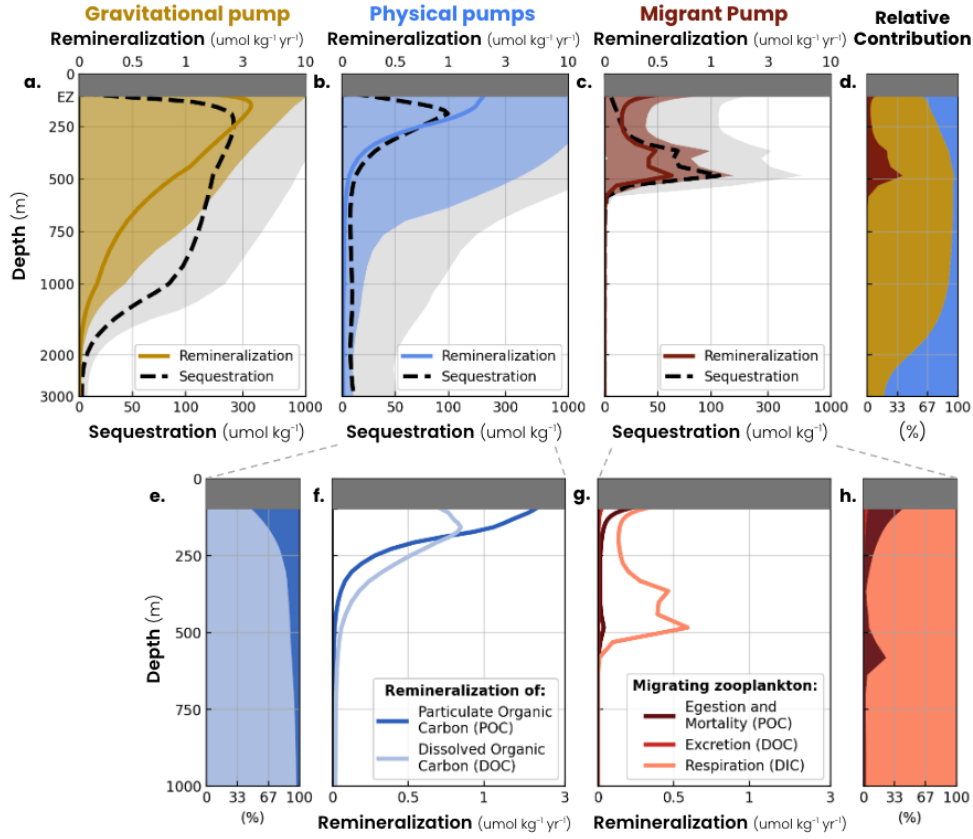 Gravitational pump
Physical pumps
Migrant Pump
Relative
Contribution
Remineralization (umol kg⁻¹ yr⁻¹)
Remineralization (umol kg⁻¹ yr⁻¹)
Remineralization (umol kg⁻¹ yr⁻¹)
0 0.5 1 3 10
0 0.5 1 3 10
0 0.5 1 3 10
a.
b.
c.
d.
0
EZ
250
500
750
1000
2000
3000
Depth (m)
Remineralization
Sequestration
Remineralization
Sequestration
Remineralization
Sequestration
0 50 100 300 1000
0 50 100 300 1000
0 50 100 300 1000
0 33 67 100
Sequestration (umol kg⁻¹)
Sequestration (umol kg⁻¹)
(%)
e.
f.
g.
h.
0
250
500
750
1000
Depth (m)
Remineralization of:
Particulate Organic
Carbon (POC)
Dissolved Organic
Carbon (DOC)
Migrating zooplankton:
Egestion and
Mortality (POC)
Excretion (DOC)
Respiration (DIC)
0 33 67 100
0 0.5 1 3
0 0.5 1 3
0 33 67 100
(%)
Remineralization (umol kg⁻¹ yr⁻¹)
Remineralization (umol kg⁻¹ yr⁻¹)
(%)